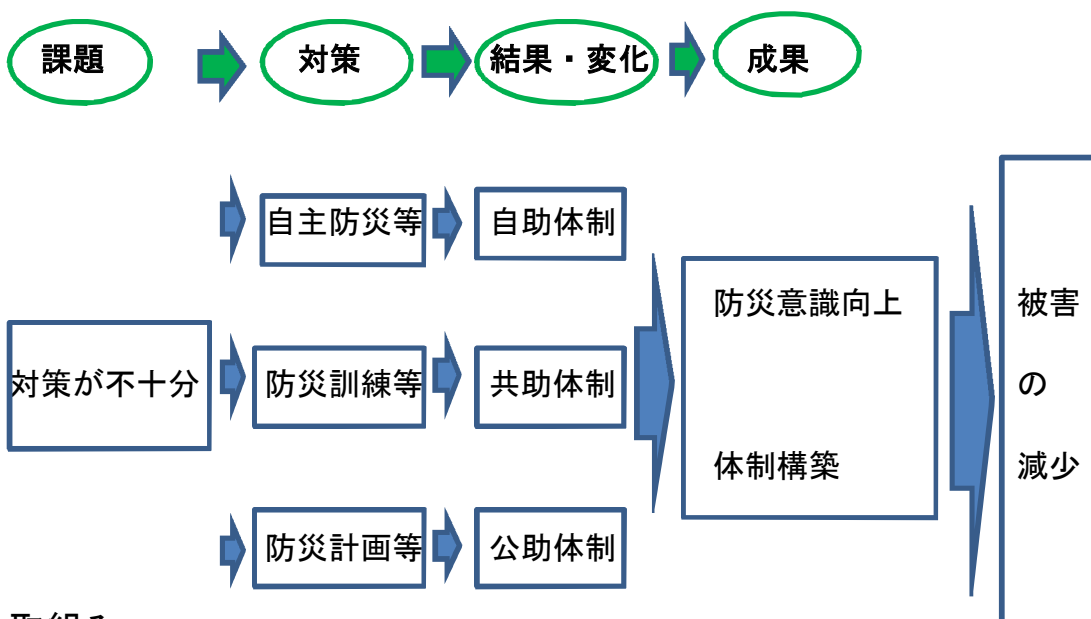 課題
対策
結果・変化
成果
自主防災等
自助体制
対策が不十分
防災訓練等
共助体制
防災計画等
公助体制
防災意識向上
体制構築
被害
の
減少